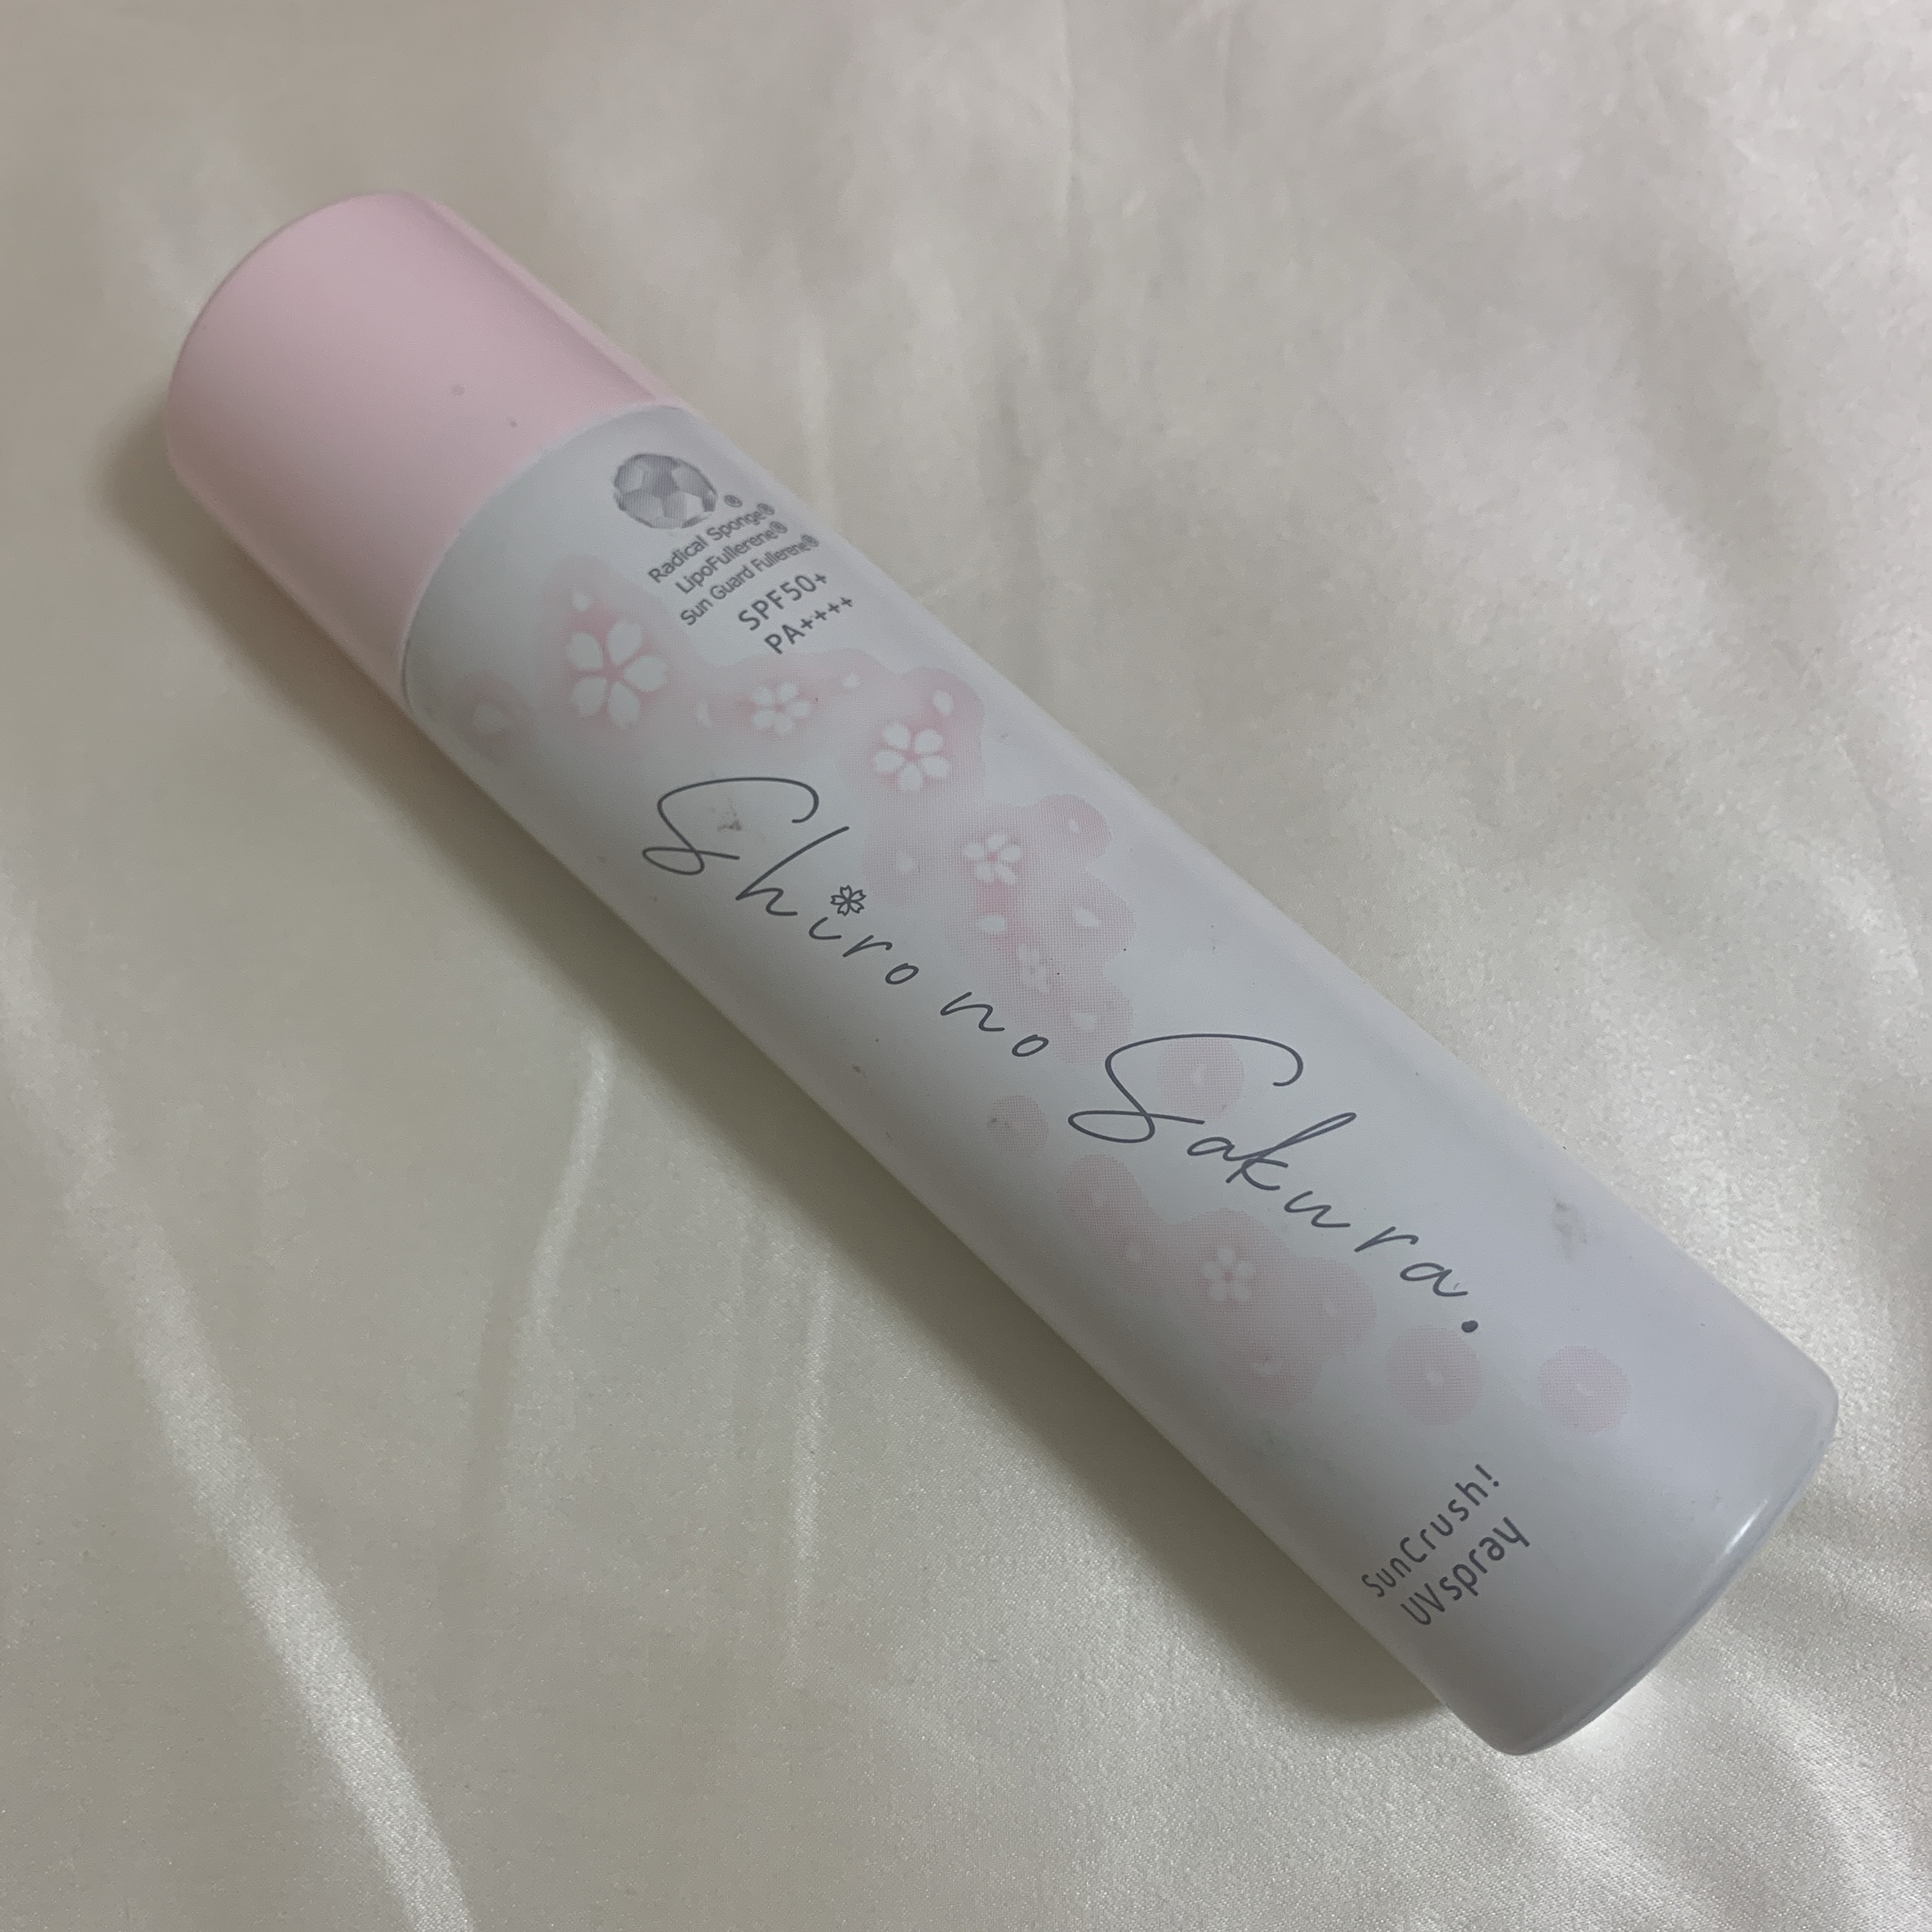 ®
Radical Sponge®
LipoFullerene®
Sun Guard Fullerene®
SPF50+
PA++++
Shiro no Sakura.
SunCrush!
UVspray